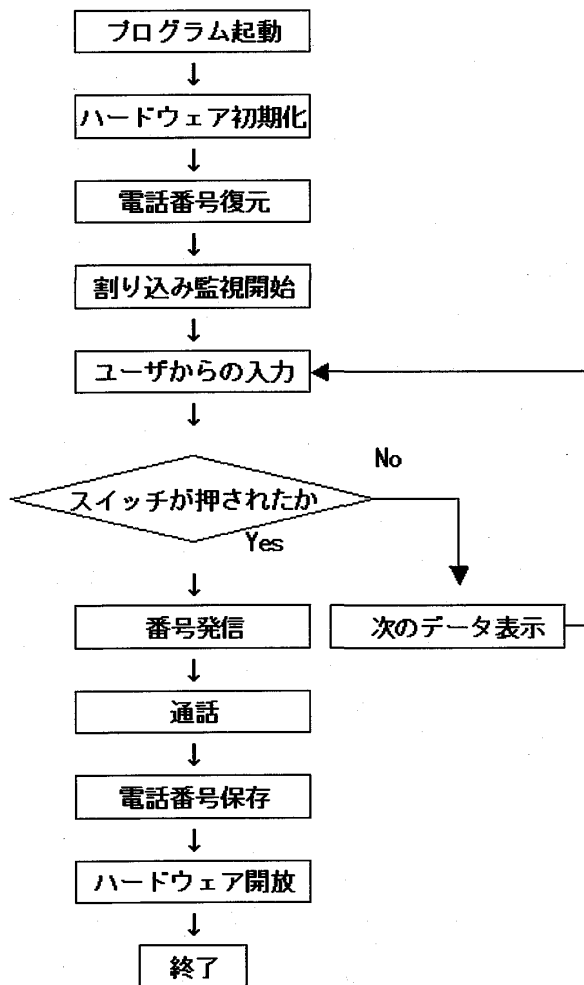 プログラム起動
↓
ハードウェア初期化
↓
電話番号復元
↓
割り込み監視開始
↓
ユーザからの入力
↓
No
スイッチが押されたか
Yes
↓
番号発信
次のデータ表示
↓
通話
↓
電話番号保存
↓
ハードウェア開放
↓
終了